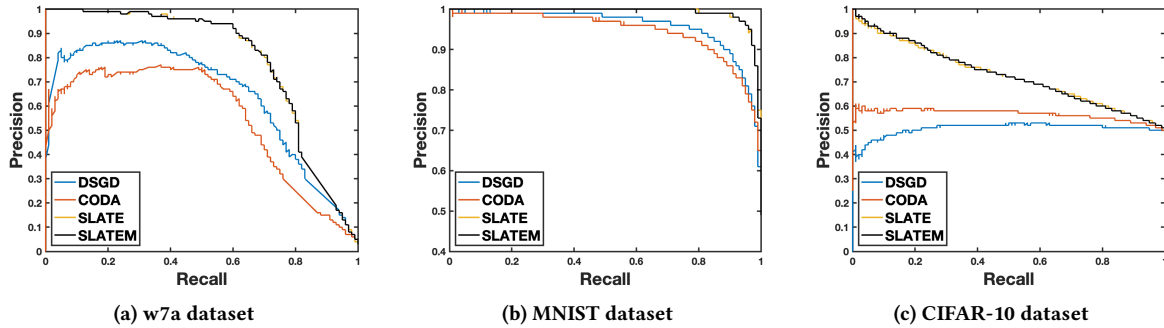 1
0.9
0.8
0.7
0.6
0.5
0.4
0.3
0.2
0.1
0
Precision
DSGD
CODA
SLATE
SLATEM
0 0.2 0.4 0.6 0.8 1
Recall
(a) w7a dataset
1
0.9
0.8
0.7
0.6
0.5
0.4
Precision
DSGD
CODA
SLATE
SLATEM
0 0.2 0.4 0.6 0.8 1
Recall
(b) MNIST dataset
1
0.9
0.8
0.7
0.6
0.5
0.4
0.3
0.2
0.1
0
Precision
DSGD
CODA
SLATE
SLATEM
0 0.2 0.4 0.6 0.8 1
Recall
(c) CIFAR-10 dataset